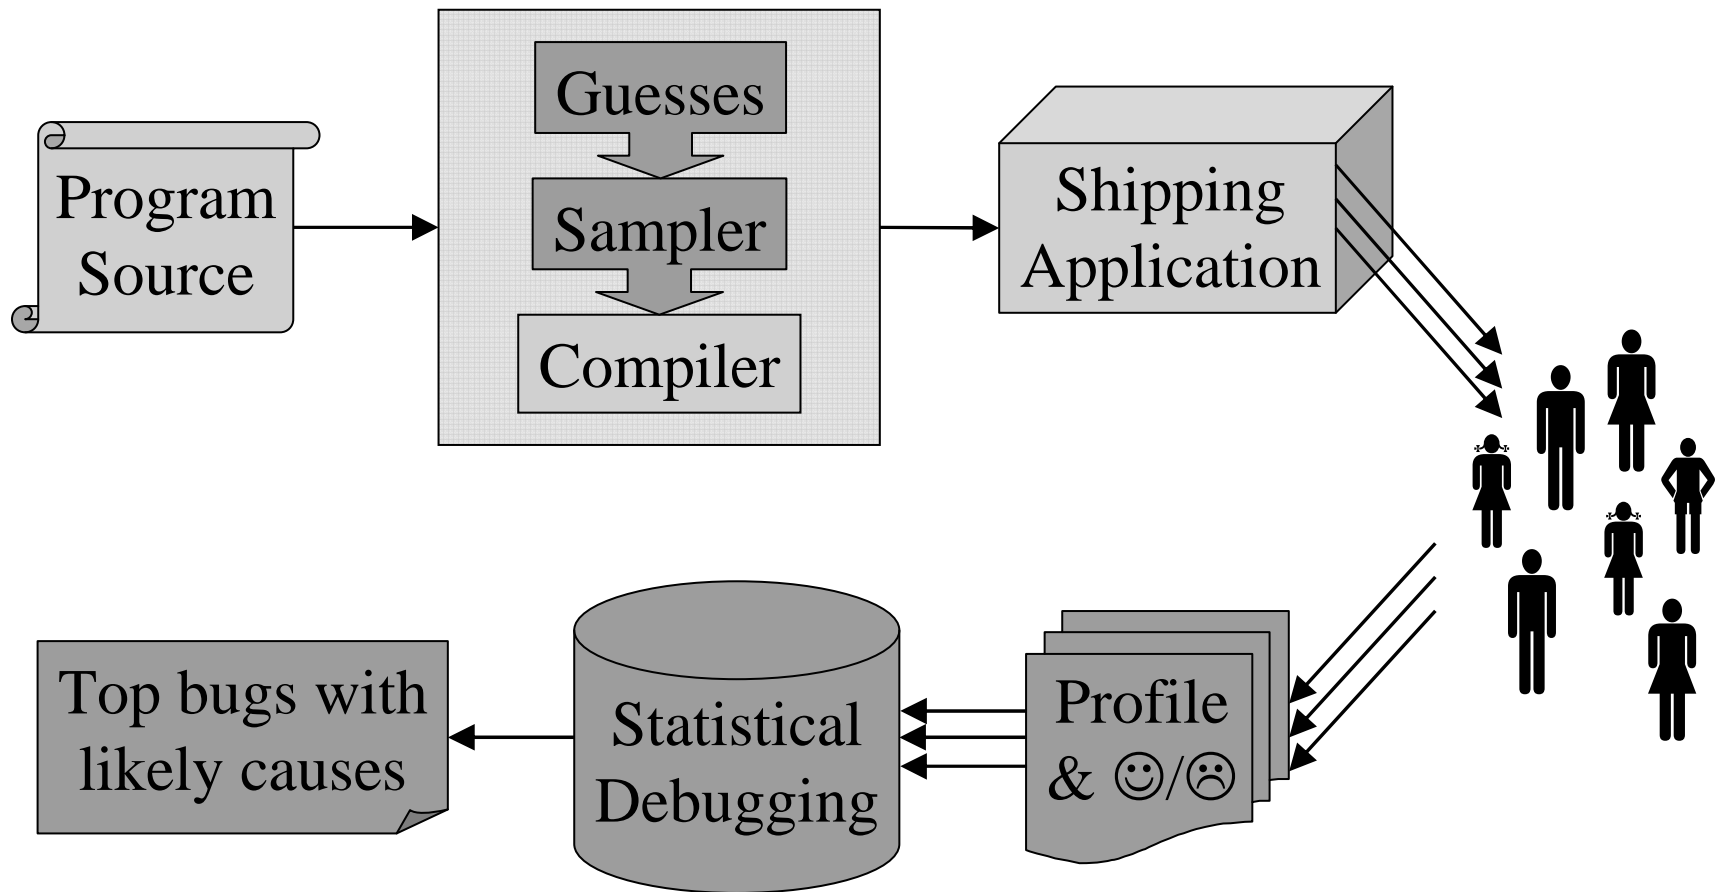 Guesses
Program
Source
Sampler
Compiler
Shipping
Application
Top bugs with
likely causes
Statistical
Debugging
Profile
& ☺/☹